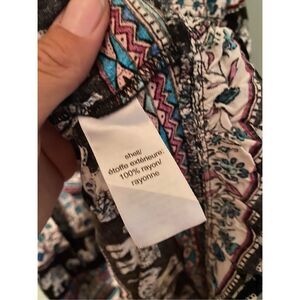 shell/
étoffe extérieure:
100% rayon/
rayonne